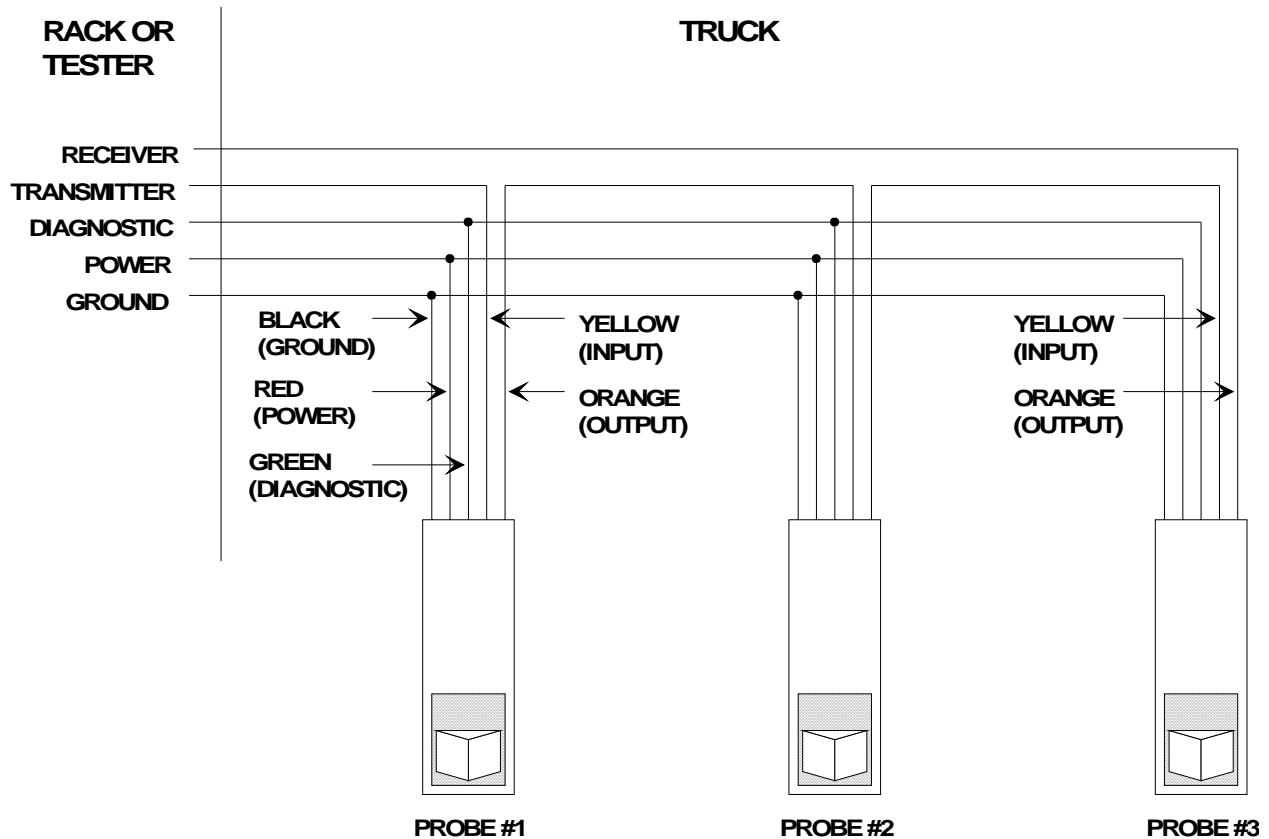 RACK OR
TESTER
TRUCK
RECEIVER
TRANSMITTER
DIAGNOSTIC
POWER
GROUND
BLACK
(GROUND)
RED
(POWER)
GREEN
(DIAGNOSTIC)
YELLOW
(INPUT)
ORANGE
(OUTPUT)
YELLOW
(INPUT)
ORANGE
(OUTPUT)
PROBE #1
PROBE #2
PROBE #3